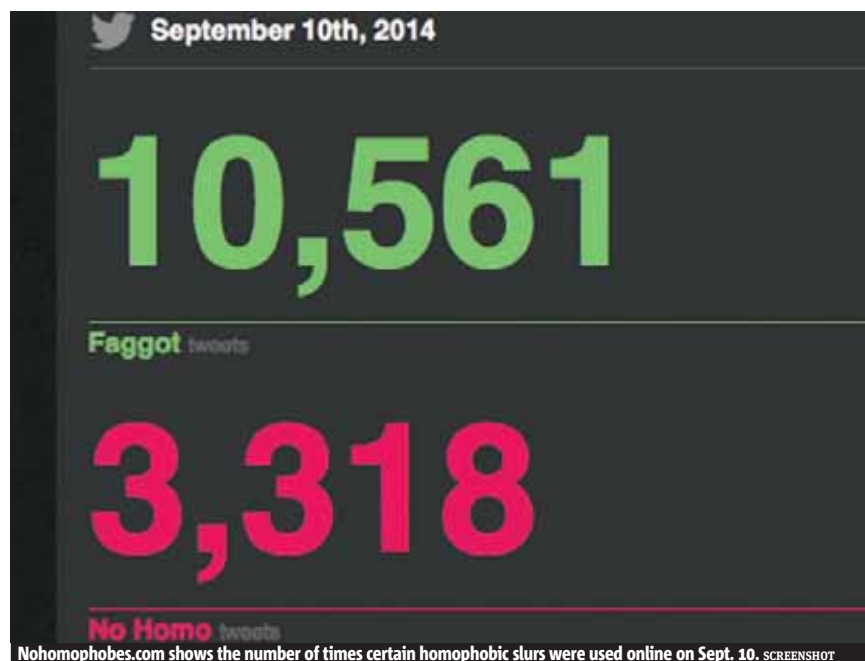 September 10th, 2014
10,561
Faggot tweets
3,318
No Homo tweets
Nohomophobes.com shows the number of times certain homophobic slurs were used online on Sept. 10. SCREENSHOT